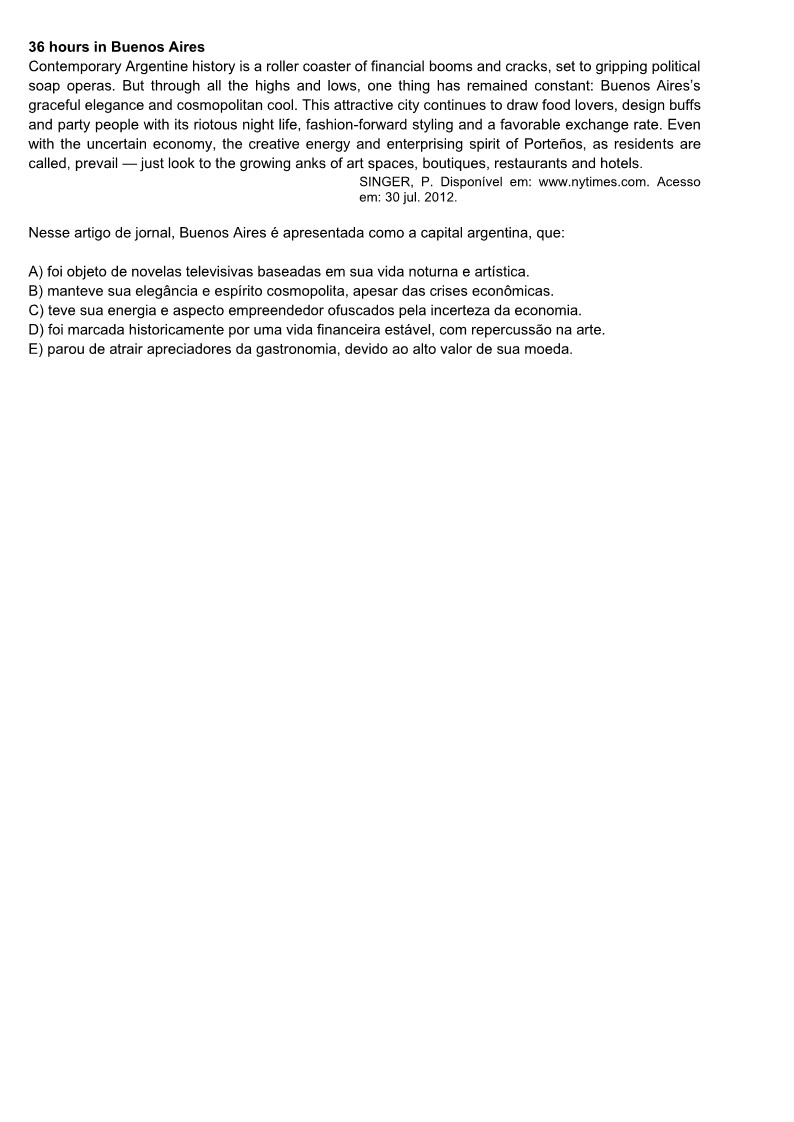 36 hours in Buenos Aires
Contemporary Argentine history is a roller coaster of financial booms and cracks, set to gripping political
soap operas. But through all the highs and lows, one thing has remained constant: Buenos Aires’s
graceful elegance and cosmopolitan cool. This attractive city continues to draw food lovers, design buffs
and party people with its riotous night life, fashion-forward styling and a favorable exchange rate. Even
with the uncertain economy, the creative energy and enterprising spirit of Porteños, as residents are
called, prevail — just look to the growing anks of art spaces, boutiques, restaurants and hotels.
SINGER, P. Disponível em: www.nytimes.com. Acesso
em: 30 jul. 2012.
Nesse artigo de jornal, Buenos Aires é apresentada como a capital argentina, que:
A) foi objeto de novelas televisivas baseadas em sua vida noturna e artística.
B) manteve sua elegância e espírito cosmopolita, apesar das crises econômicas.
C) teve sua energia e aspecto empreendedor ofuscados pela incerteza da economia.
D) foi marcada historicamente por uma vida financeira estável, com repercussão na arte.
E) parou de atrair apreciadores da gastronomia, devido ao alto valor de sua moeda.